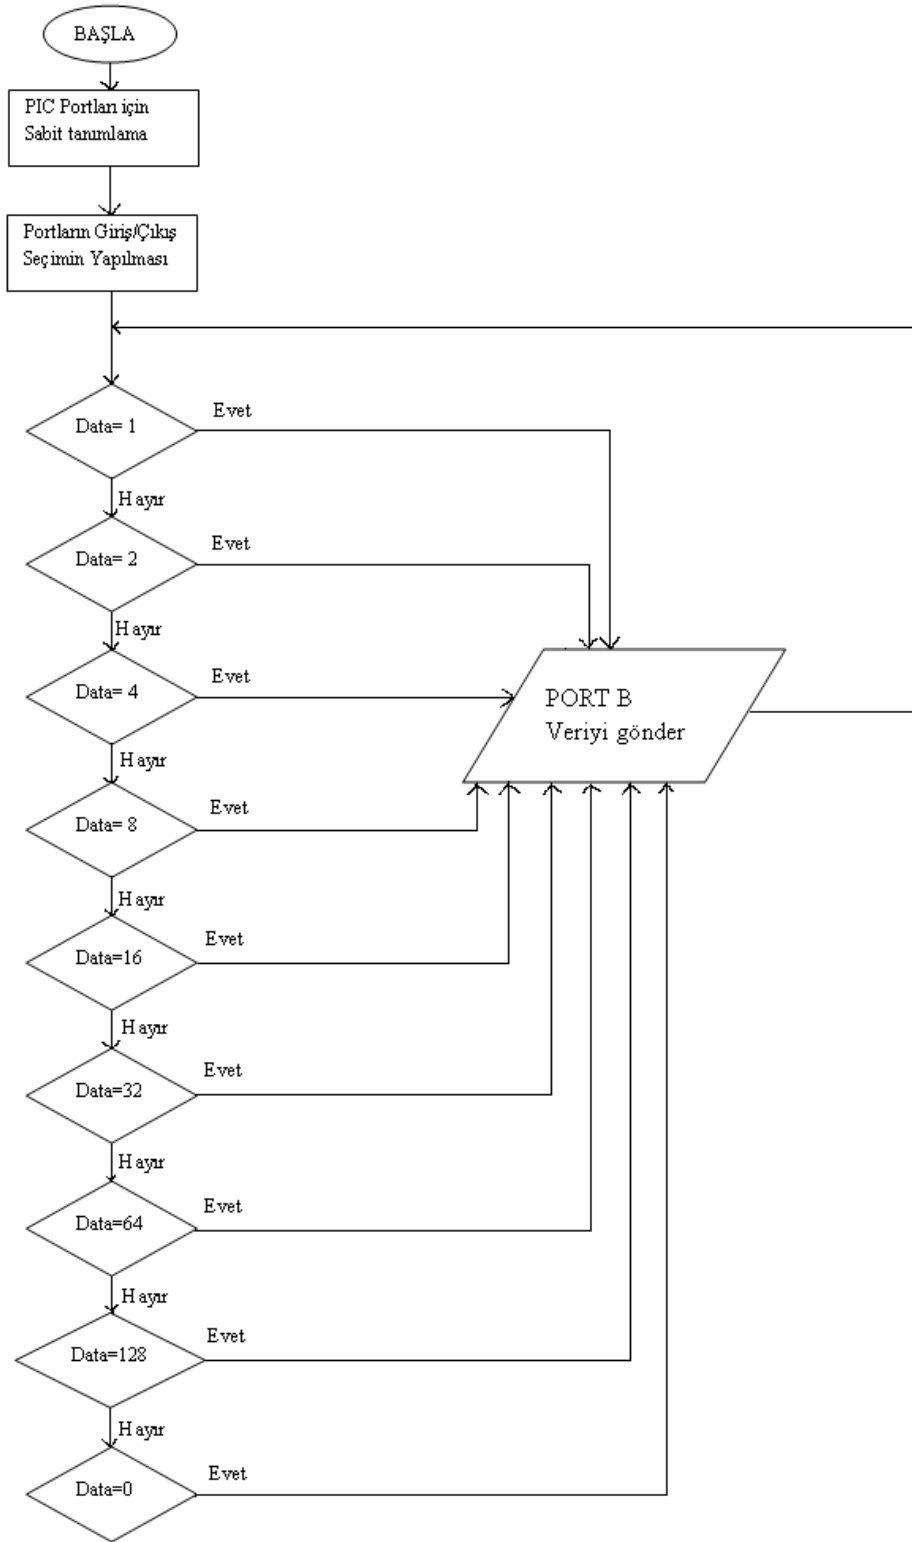 BAŞLA
PIC Portları için
Sabit tanımlama
Portların Giriş/Çıkış
Seçimin Yapılması
Data= 1
Evet
Hayır
Data= 2
Evet
Hayır
Data= 4
Evet
PORT B
Veriyi gönder
Hayır
Data= 8
Evet
Hayır
Data=16
Evet
Hayır
Data=32
Evet
Hayır
Data=64
Evet
Hayır
Data=128
Evet
Hayır
Data=0
Evet